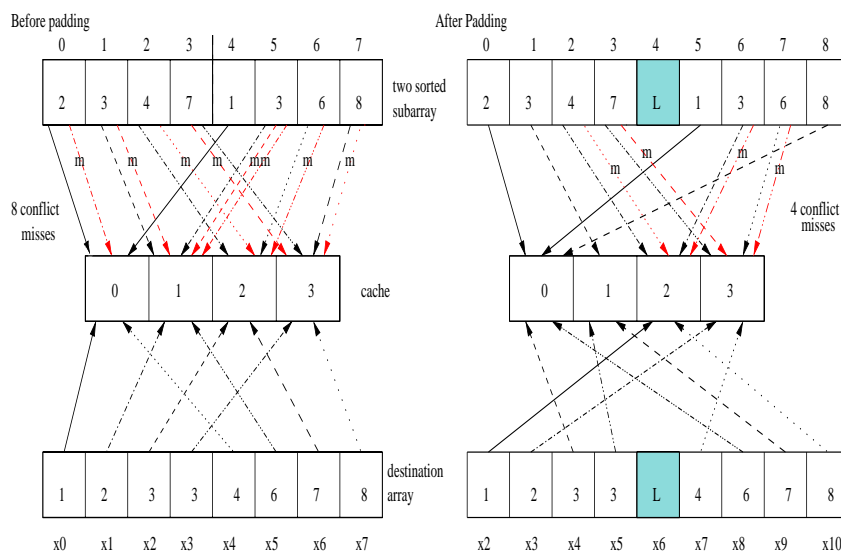 Before padding
0 1 2 3 4 5 6 7
2 3 4 7 1 3 6 8
two sorted
subarray
m m m m mm m m
8 conflict
misses
0 1 2 3
cache
destination
array
1 2 3 3 4 6 7 8
x0 x1 x2 x3 x4 x5 x6 x7
After Padding
0 1 2 3 4 5 6 7 8
2 3 4 7 L 1 3 6 8
m m m m
4 conflict
misses
0 1 2 3
1 2 3 3 L 4 6 7 8
x2 x3 x4 x5 x6 x7 x8 x9 x10